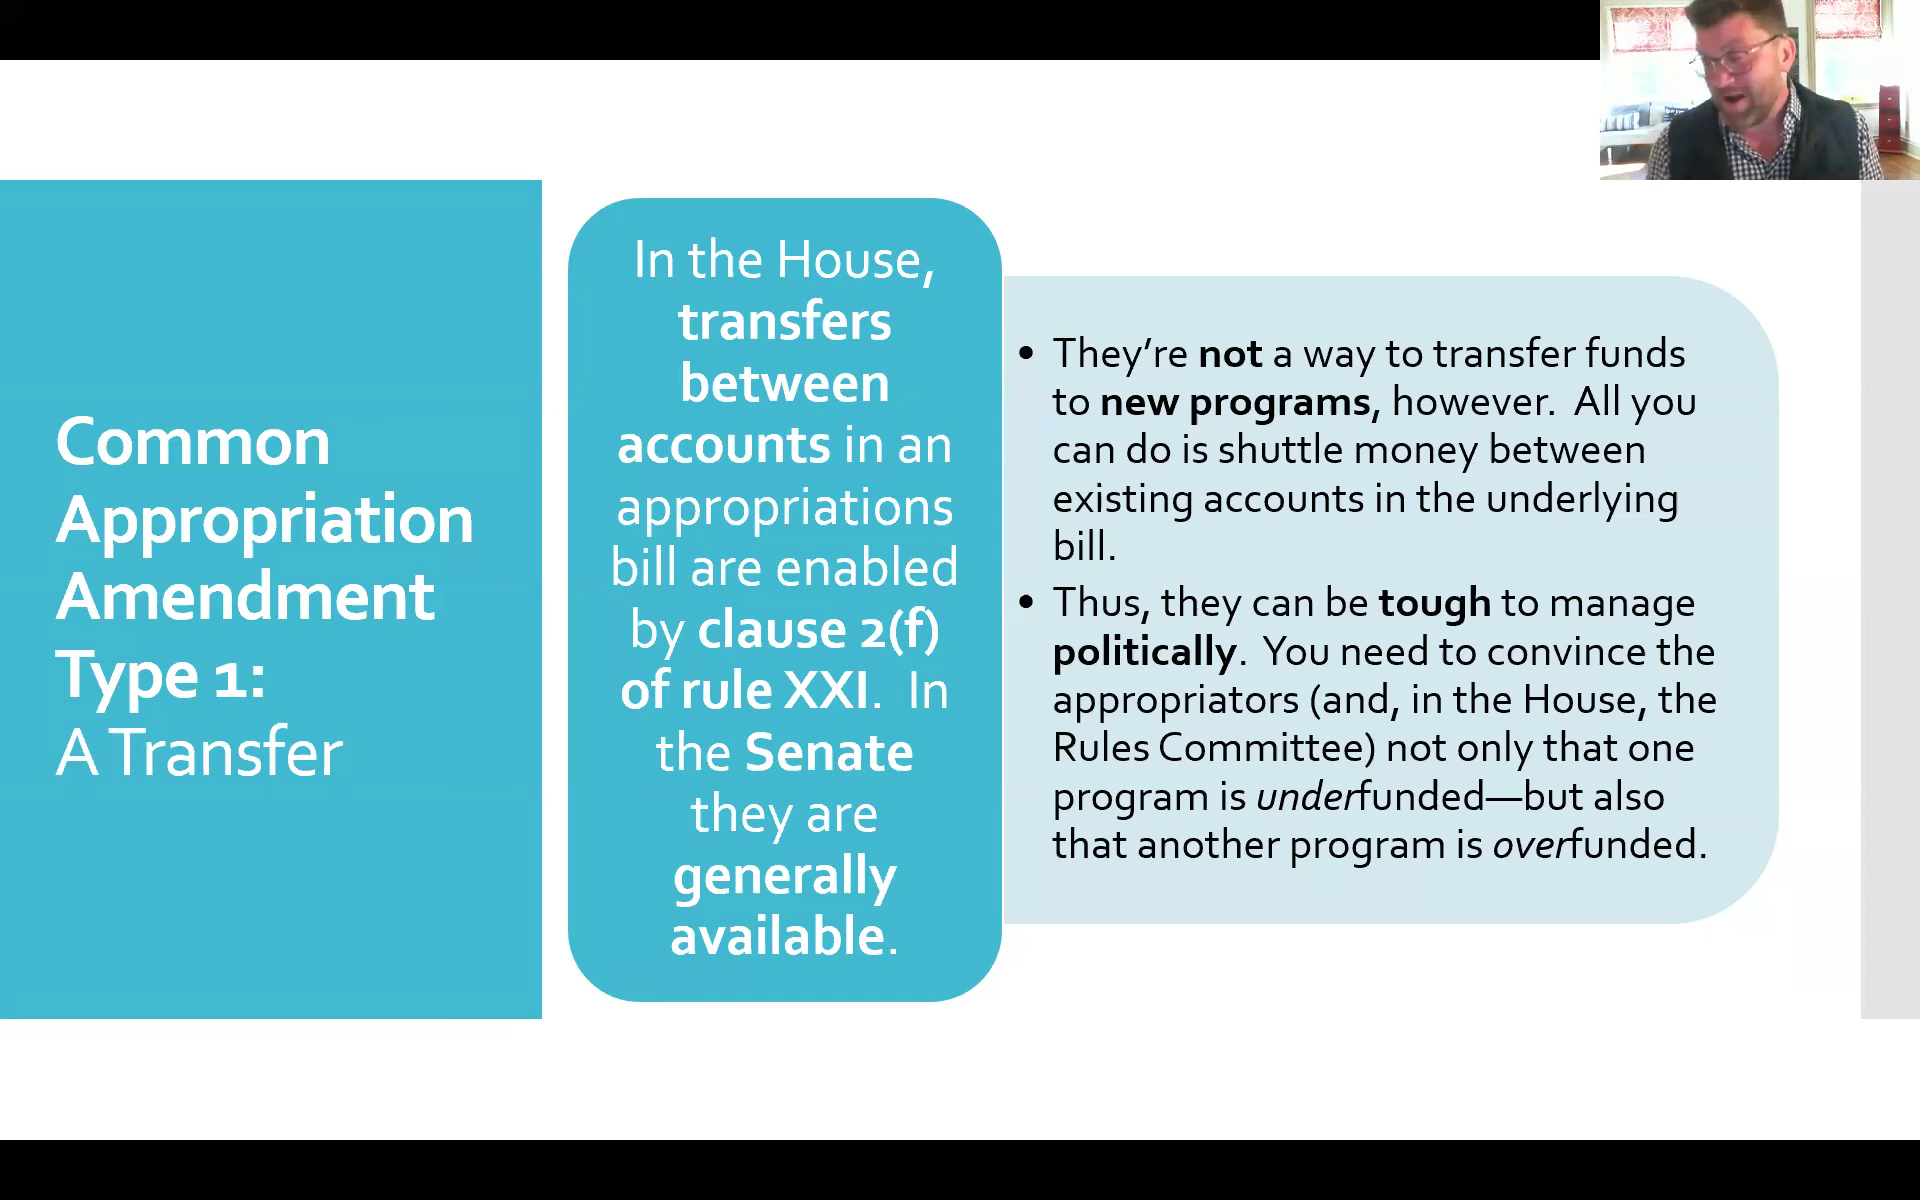 Common
Appropriation
Amendment
Type 1:
A Transfer
In the House,
transfers
between
accounts in an
appropriations
bill are enabled
by clause 2(f)
of rule XXI.  In
the Senate
they are
generally
available.
• They’re not a way to transfer funds
to new programs, however.  All you
can do is shuttle money between
existing accounts in the underlying
bill.
• Thus, they can be tough to manage
politically.  You need to convince the
appropriators (and, in the House, the
Rules Committee) not only that one
program is underfunded—but also
that another program is overfunded.